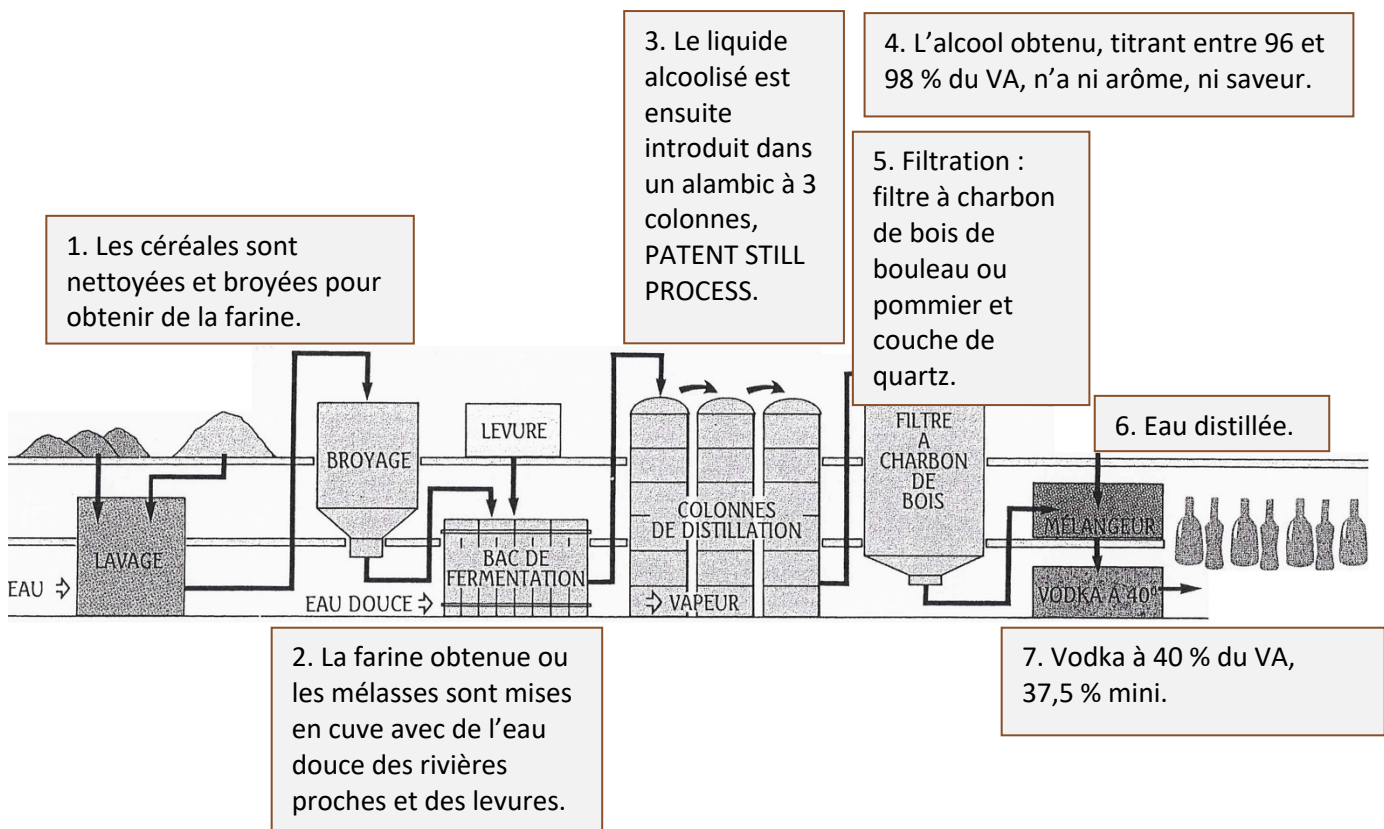 3. Le liquide
alcoolisé est
ensuite
introduit dans
un alambic à 3
colonnes,
PATENT STILL
PROCESS.
4. L’alcool obtenu, titrant entre 96 et
98 % du VA, n’a ni arôme, ni saveur.
5. Filtration :
filtre à charbon
de bois de
bouleau ou
pommier et
couche de
quartz.
1. Les céréales sont
nettoyées et broyées pour
obtenir de la farine.
6. Eau distillée.
LEVURE
BROYAGE
FILTRE
A
CHARBON
DE
BOIS
COLONNES
DE DISTILLATION
MÉLANGEUR
LAVAGE
BAC DE
FERMENTATION
EAU
EAU DOUCE
VAPEUR
VODKA À 40°
2. La farine obtenue ou
les mélasses sont mises
en cuve avec de l’eau
douce des rivières
proches et des levures.
7. Vodka à 40 % du VA,
37,5 % mini.